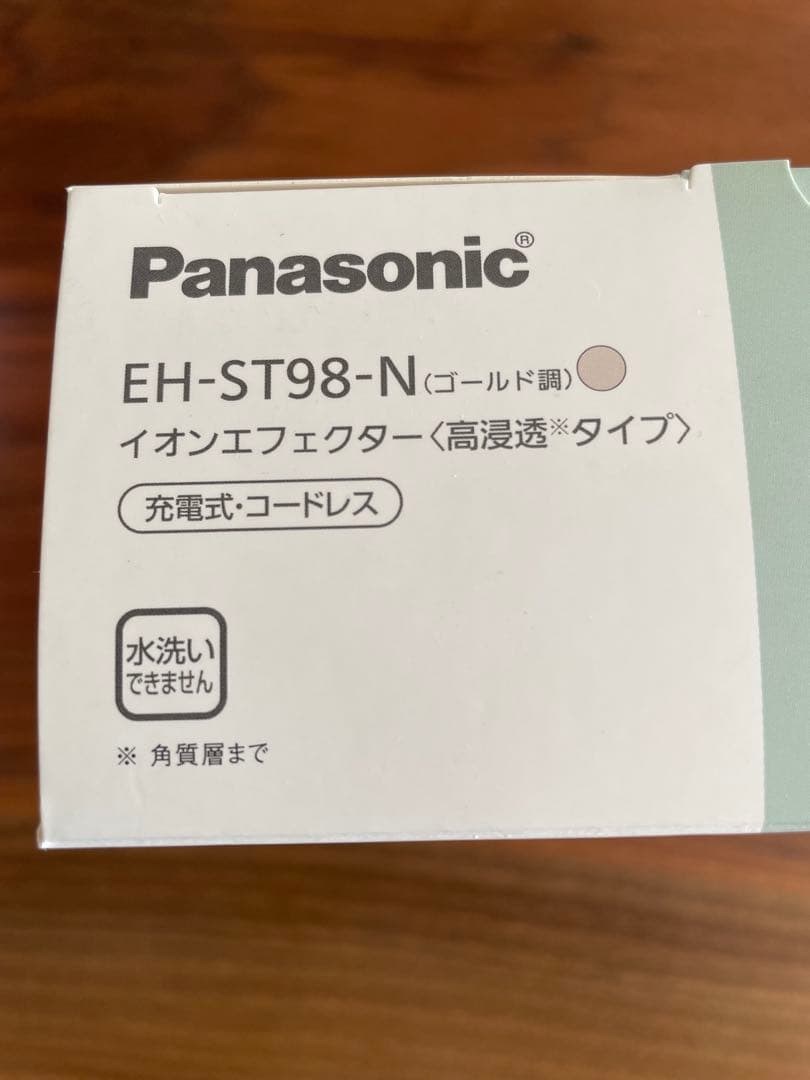 Panasonic®
EH-ST98-N(ゴールド調)
イオンエフェクター〈高浸透※タイプ〉
充電式・コードレス
水洗い
できません
※ 角質層まで